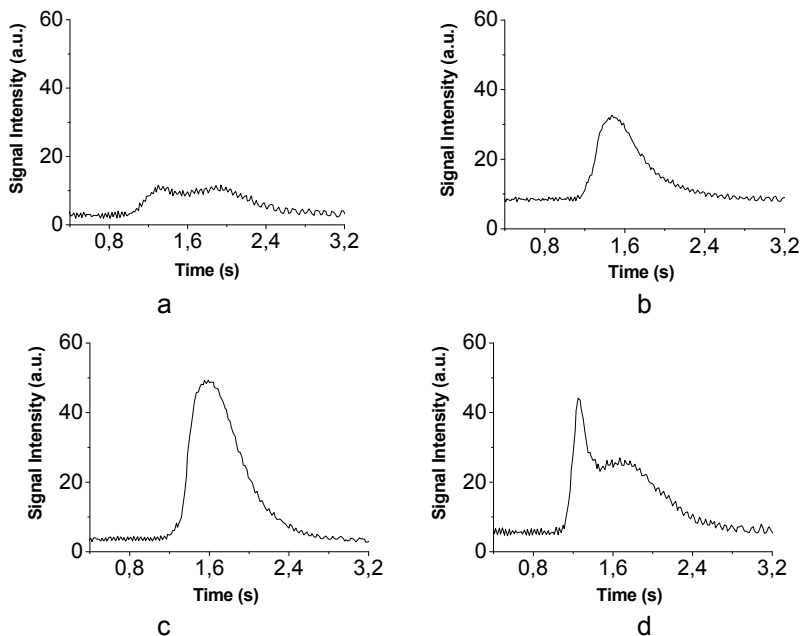 60
40
20
0
Signal Intensity (a.u.)
0,8 1,6 2,4 3,2
Time (s)
a
60
40
20
0
Signal Intensity (a.u.)
0,8 1,6 2,4 3,2
Time (s)
b
60
40
20
0
Signal Intensity (a.u.)
0,8 1,6 2,4 3,2
Time (s)
c
60
40
20
0
Signal Intensity (a.u.)
0,8 1,6 2,4 3,2
Time (s)
d